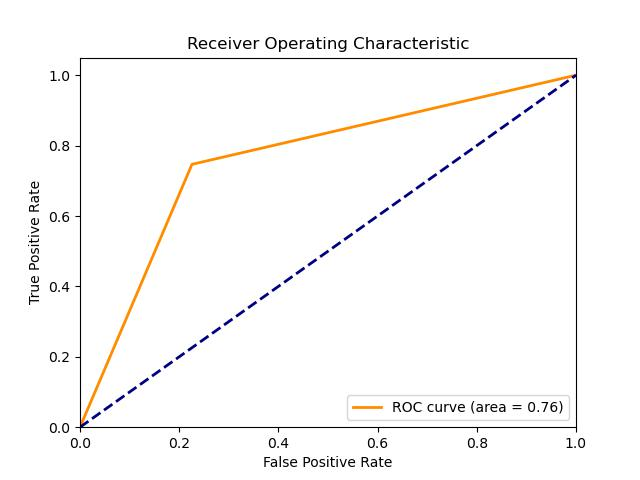 Receiver Operating Characteristic
True Positive Rate
1.0
0.8
0.6
0.4
0.2
0.0
ROC curve (area = 0.76)
0.0 0.2 0.4 0.6 0.8 1.0
False Positive Rate